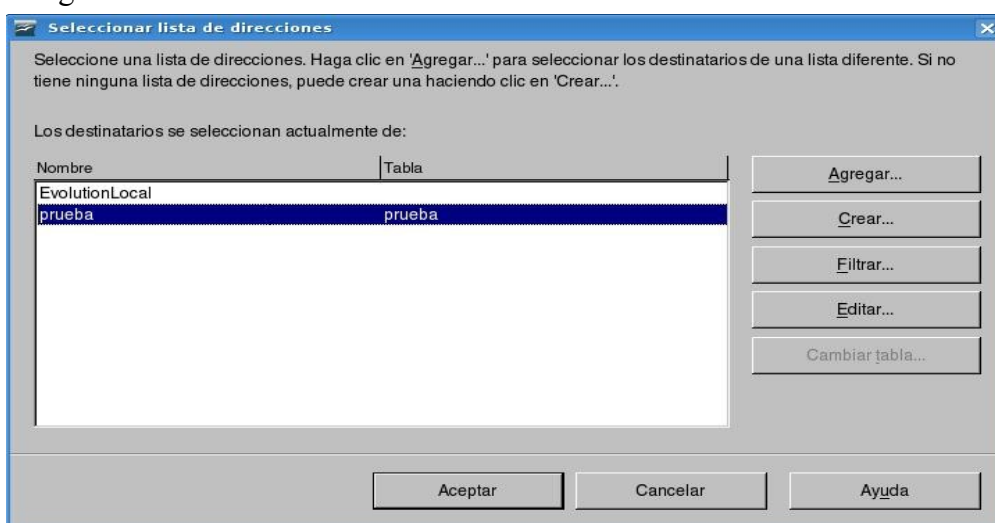 Seleccionar lista de direcciones
Seleccione una lista de direcciones. Haga clic en 'Agregar...' para seleccionar los destinatarios de una lista diferente. Si no
tiene ninguna lista de direcciones, puede crear una haciendo clic en 'Crear...'.
Los destinatarios se seleccionan actualmente de:
Nombre Tabla
EvolutionLocal
prueba prueba
Agregar...
Crear...
Filtrar...
Editar...
Cambiar tabla...
Aceptar Cancelar Ayuda